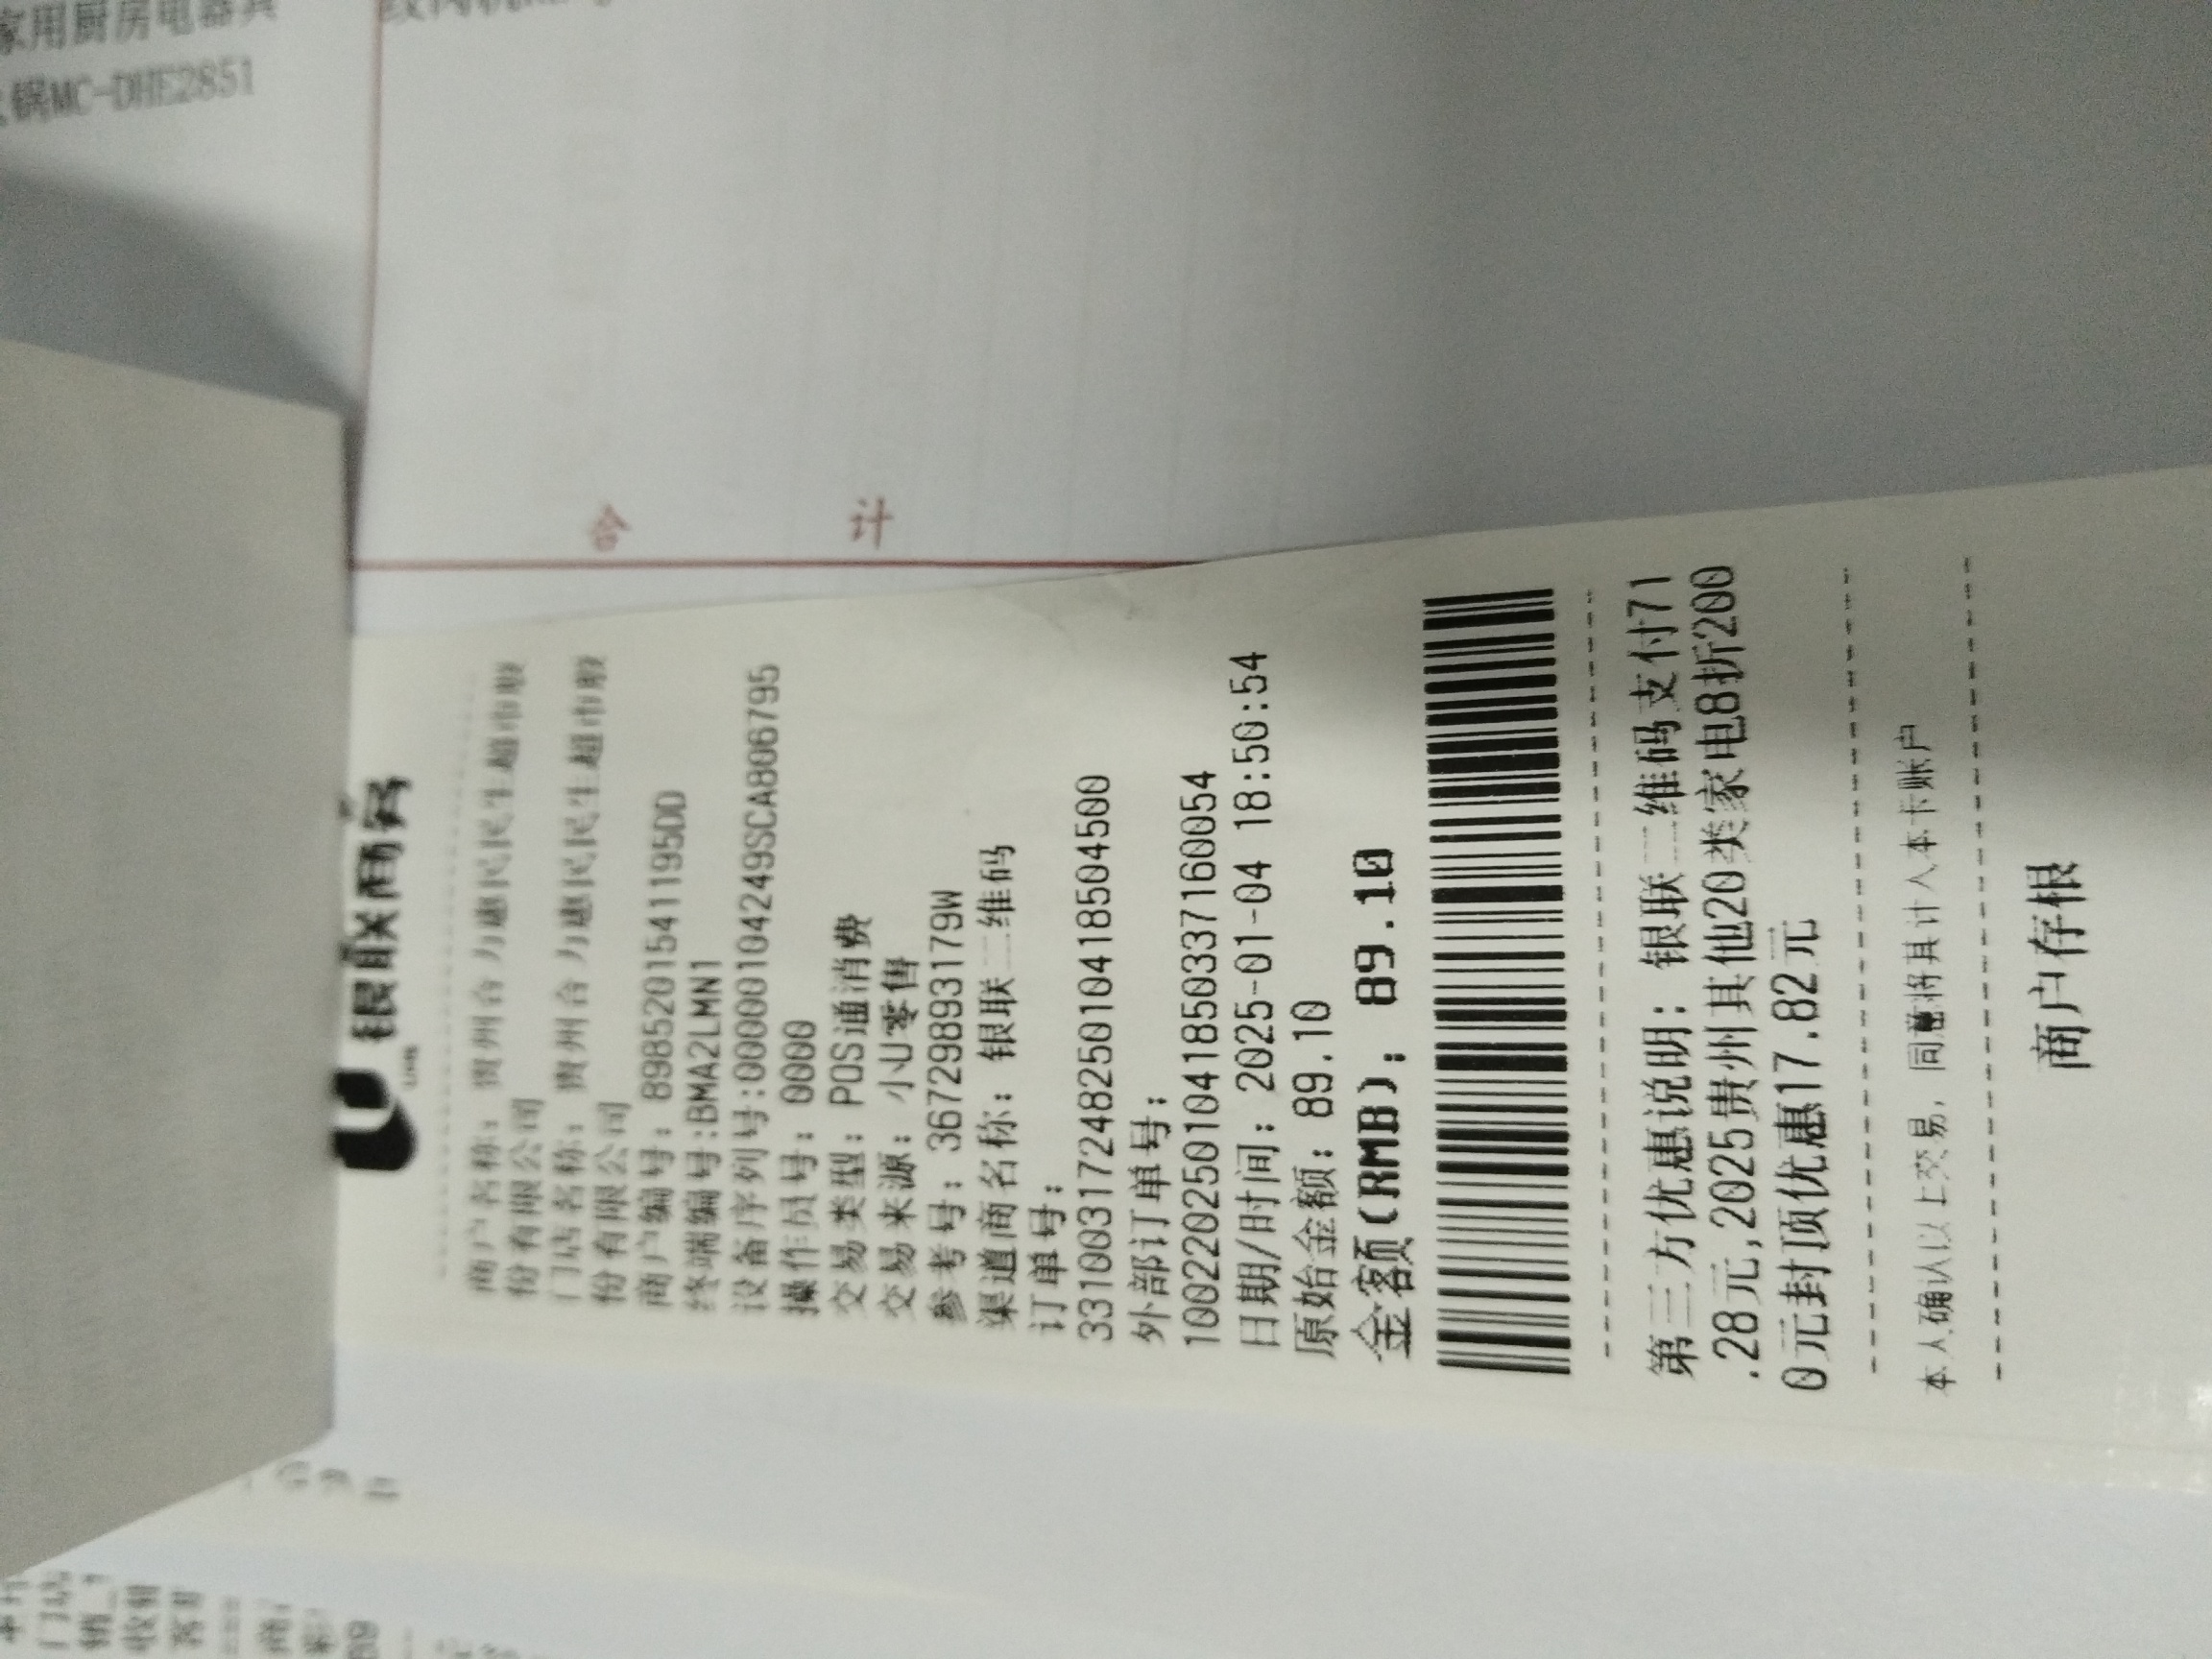 家用厨房电器具
锅MC-DHE2851
合
计
银联商务
商户名称: 贵州合力惠民民生超市股
份有限公司
门店名称: 贵州合力惠民民生超市股
份有限公司
商户编号: 898520154119​5DD
终端编号:BMA2LMN1
设备序列号:00000104249SCA8067​95
操作员号: 0000
交易类型: POS通消费
交易来源: 小U零售
参考号: 36729893179W
渠道商名称: 银联二维码
订单号:
33100317248250104185045​00
外部订单号:
10022025010418503371​60054
日期/时间: 2025-01-04 18:50:54
原始金额: 89.10
金额(RMB): 89.10
第三方优惠说明: 银联二维码支付71
.28元,2025贵州其他20类家电8折200
0元封顶优惠17.82元
本人确认以上交易, 同意将其计入本卡账户
商户存根